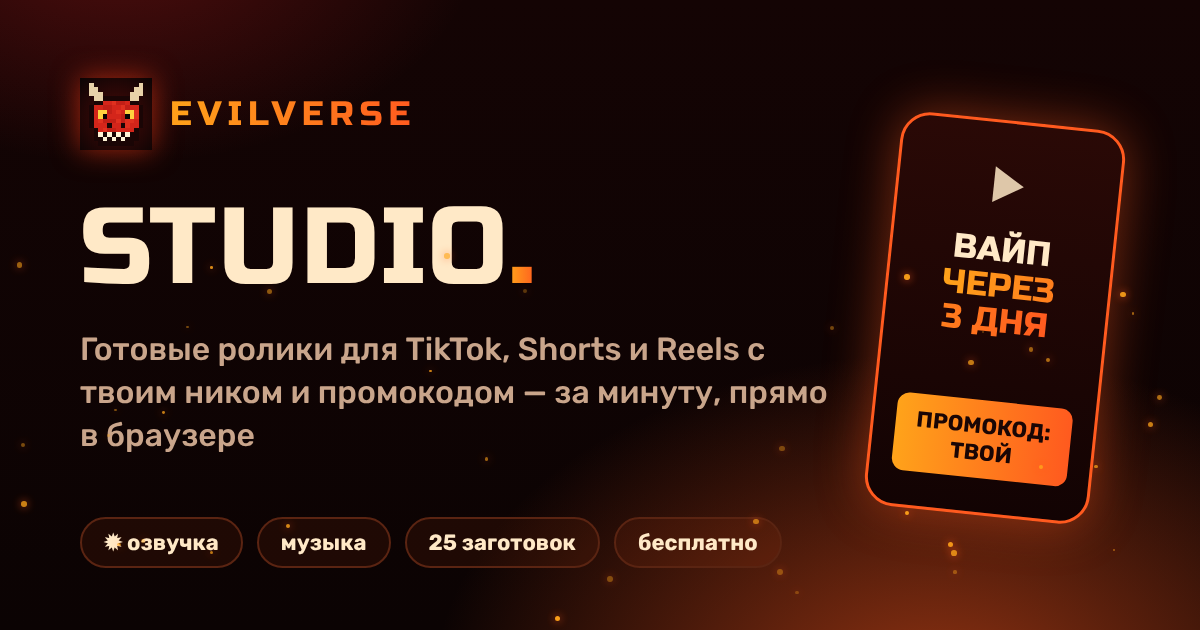 EVILVERSE
STUDIO.
Готовые ролики для TikTok, Shorts и Reels с
твоим ником и промокодом — за минуту, прямо
в браузере
озвучка
музыка
25 заготовок
бесплатно
ВАЙП
ЧЕРЕЗ
3 ДНЯ
ПРОМОКОД:
ТВОЙ